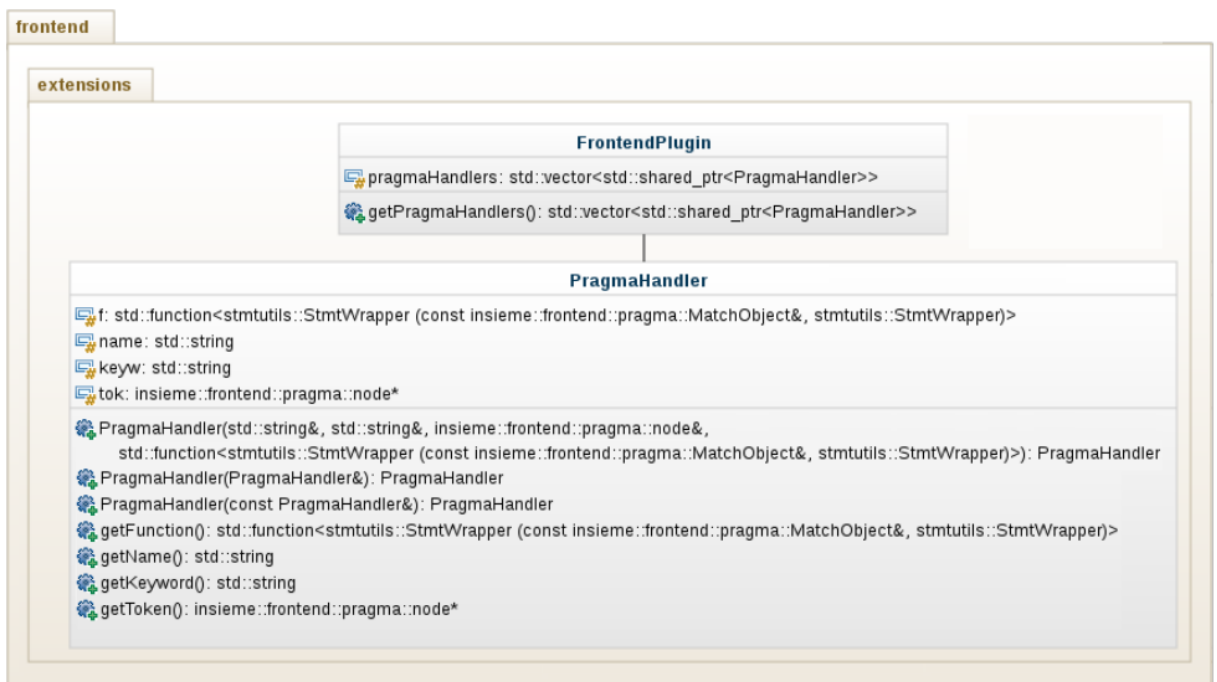 frontend
extensions
FrontendPlugin
pragmaHandlers: std::vector<std::shared_ptr<PragmaHandler>>
getPragmaHandlers(): std::vector<std::shared_ptr<PragmaHandler>>
PragmaHandler
f: std::function<stmtutils::StmtWrapper (const insieme::frontend::pragma::MatchObject&, stmtutils::StmtWrapper)>
name: std::string
keyw: std::string
tok: insieme::frontend::pragma::node*
PragmaHandler(std::string&, std::string&, insieme::frontend::pragma::node&,
std::function<stmtutils::StmtWrapper (const insieme::frontend::pragma::MatchObject&, stmtutils::StmtWrapper)>): PragmaHandler
PragmaHandler(PragmaHandler&): PragmaHandler
PragmaHandler(const PragmaHandler&): PragmaHandler
getFunction(): std::function<stmtutils::StmtWrapper (const insieme::frontend::pragma::MatchObject&, stmtutils::StmtWrapper)>
getName(): std::string
getKeyword(): std::string
getToken(): insieme::frontend::pragma::node*